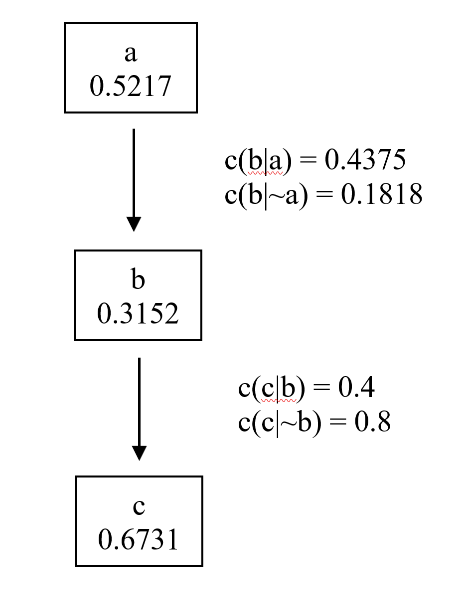 a
0.5217
c(b|a) = 0.4375
c(b|~a) = 0.1818
b
0.3152
c(c|b) = 0.4
c(c|~b) = 0.8
c
0.6731